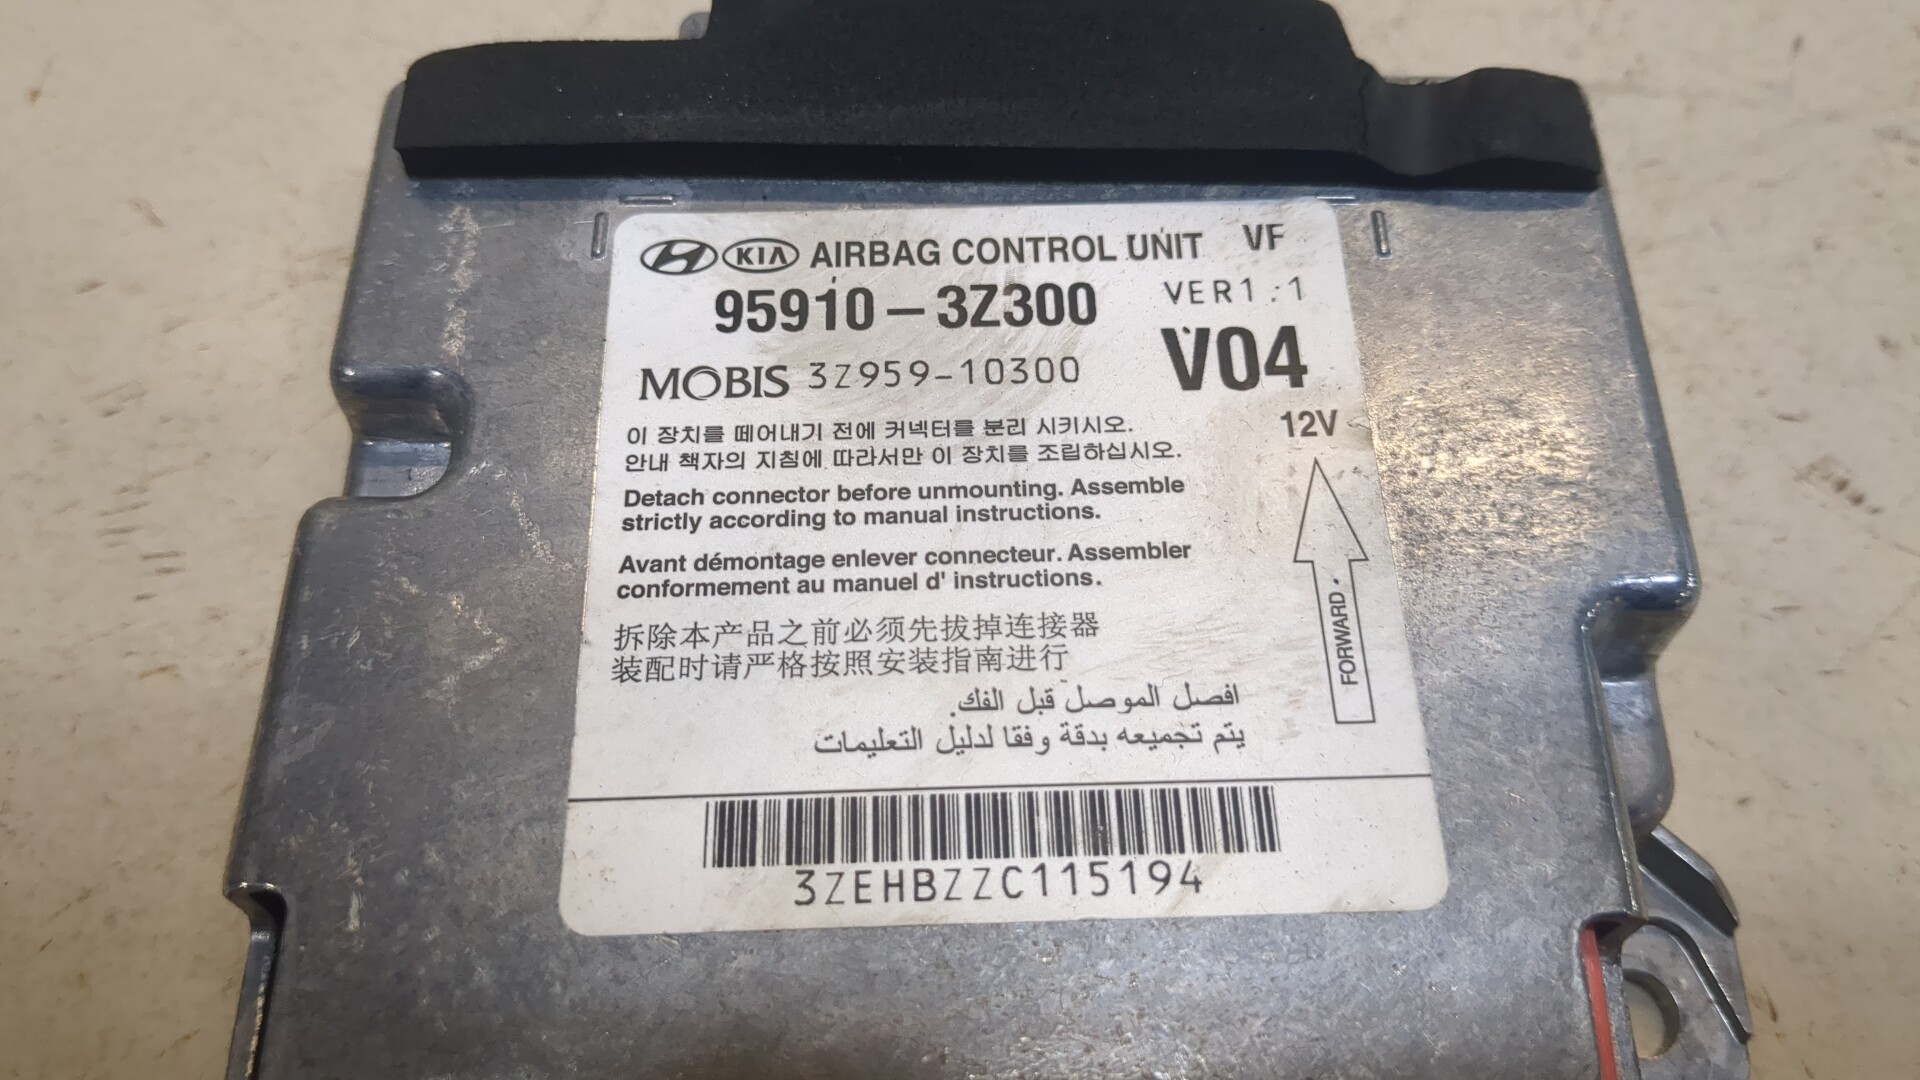 KIA AIRBAG CONTROL UNIT VF
95910-3Z300 VER1.1
MOBIS 3Z959-10300 V04
이 장치를 떼어내기 전에 커넥터를 분리 시키시오. 12V
안내 책자의 지침에 따라서만 이 장치를 조립하십시오.
Detach connector before unmounting. Assemble
strictly according to manual instructions.
Avant démontage enlever connecteur. Assembler
conformement au manuel d' instructions.
FORWARD
拆除本产品之前必须先拔掉连接器
装配时请严格按照安装指南进行
افصل الموصل قبل الفك.
يتم تجميعه بدقة وفقا لدليل التعليمات
3ZEHBZZC115194